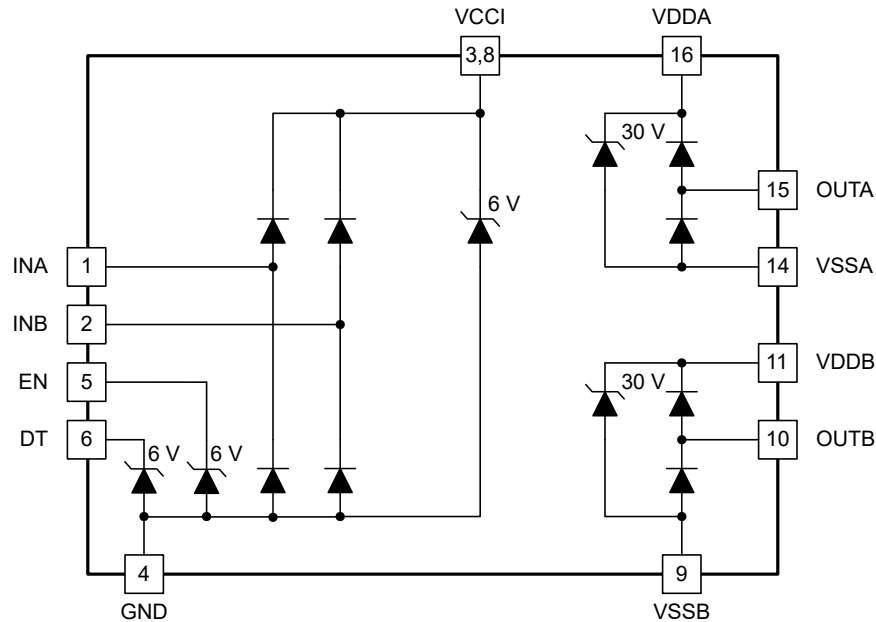 VCCI
VDDA
3,8
16
30 V
15
OUTA
6 V
INA
1
14
VSSA
INB
2
11
VDDB
EN
5
30 V
DT
6
10
OUTB
6 V
6 V
4
9
GND
VSSB